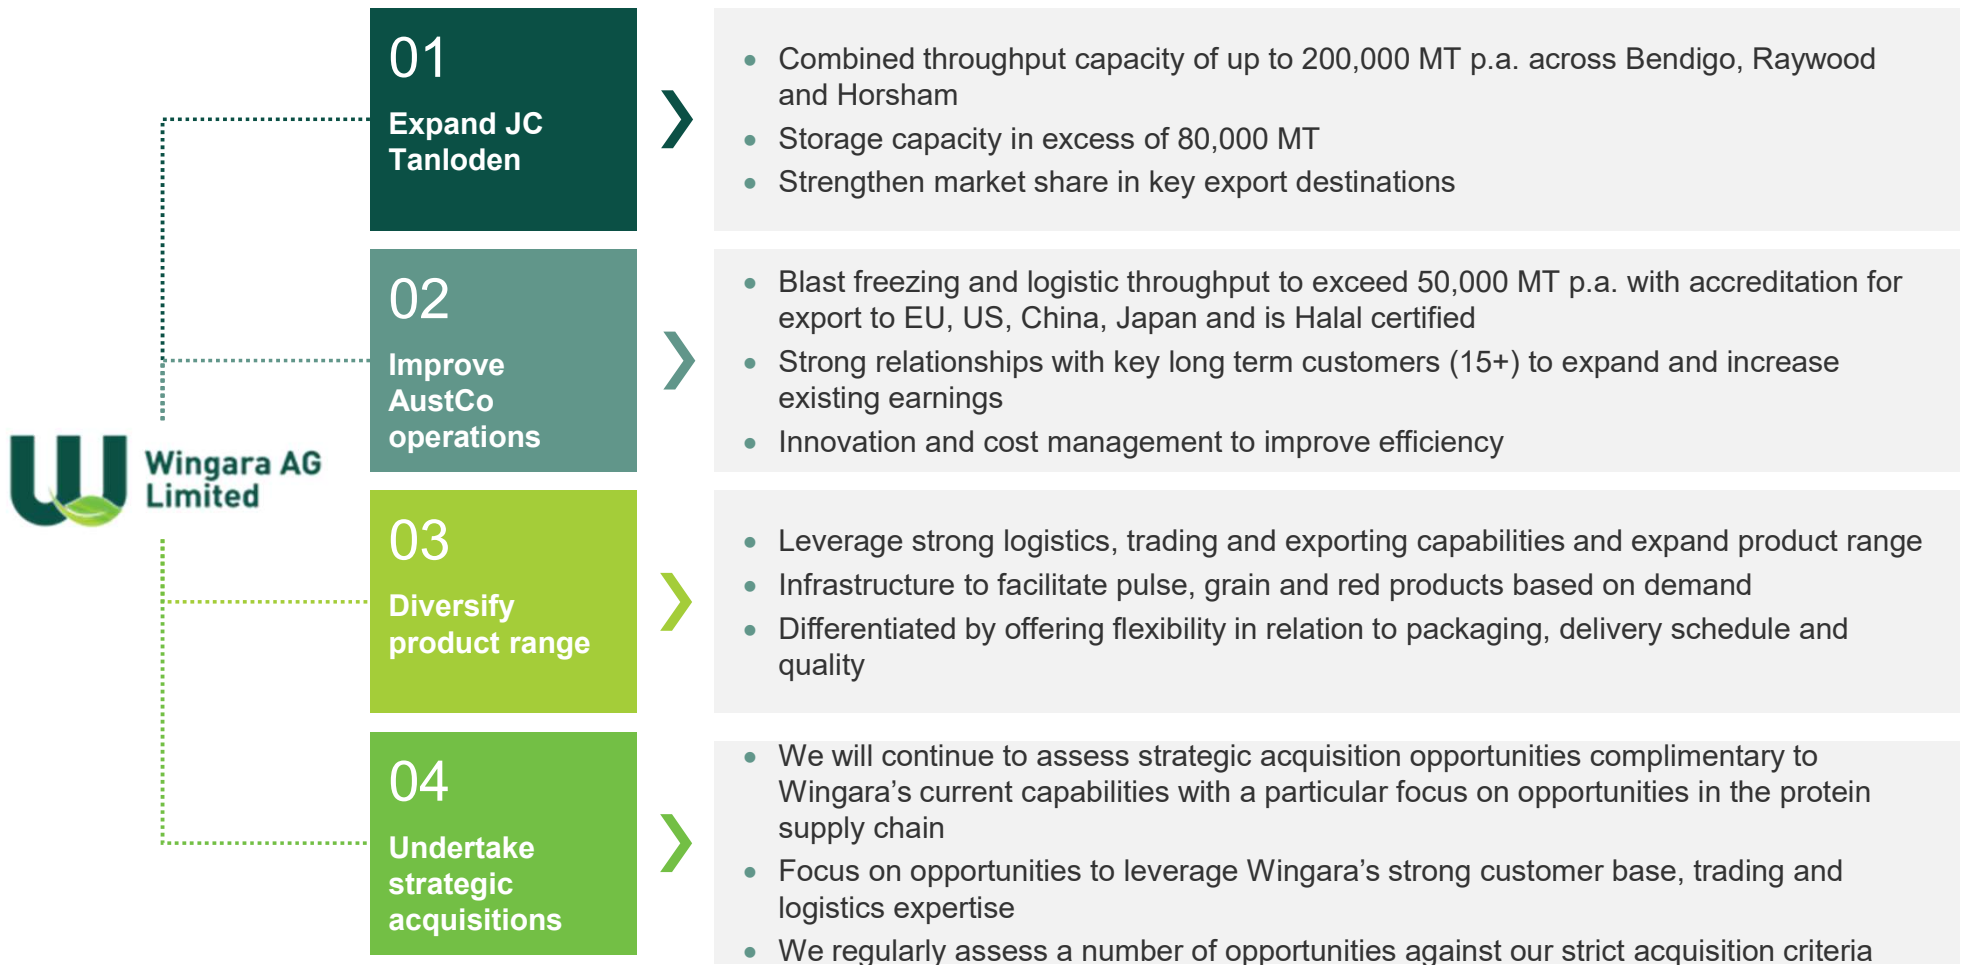 01
Expand JC
Tanloden
• Combined throughput capacity of up to 200,000 MT p.a. across Bendigo, Raywood
and Horsham
• Storage capacity in excess of 80,000 MT
• Strengthen market share in key export destinations
02
Improve
AustCo
operations
• Blast freezing and logistic throughput to exceed 50,000 MT p.a. with accreditation for
export to EU, US, China, Japan and is Halal certified
• Strong relationships with key long term customers (15+) to expand and increase
existing earnings
• Innovation and cost management to improve efficiency
Wingara AG
Limited
03
Diversify
product range
• Leverage strong logistics, trading and exporting capabilities and expand product range
• Infrastructure to facilitate pulse, grain and red products based on demand
• Differentiated by offering flexibility in relation to packaging, delivery schedule and
quality
04
Undertake
strategic
acquisitions
• We will continue to assess strategic acquisition opportunities complimentary to
Wingara’s current capabilities with a particular focus on opportunities in the protein
supply chain
• Focus on opportunities to leverage Wingara’s strong customer base, trading and
logistics expertise
• We regularly assess a number of opportunities against our strict acquisition criteria